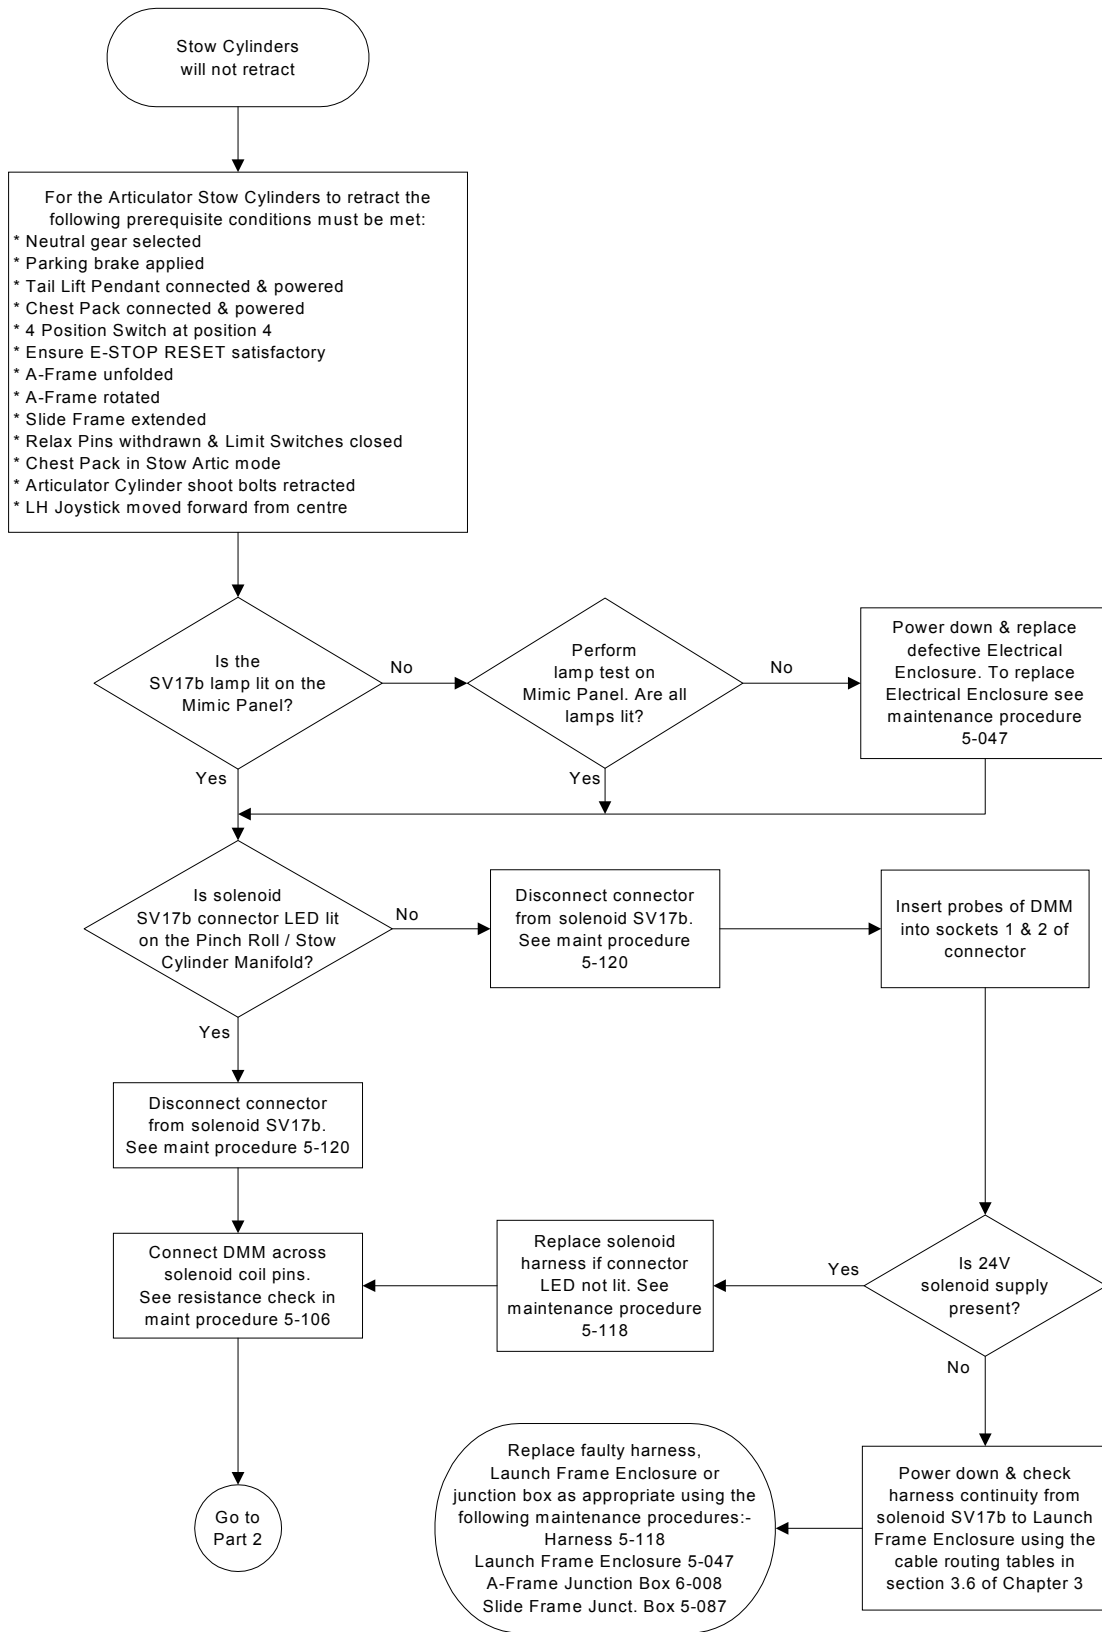 Stow Cylinders
will not retract
For the Articulator Stow Cylinders to retract the
following prerequisite conditions must be met:
* Neutral gear selected
* Parking brake applied
* Tail Lift Pendant connected & powered
* Chest Pack connected & powered
* 4 Position Switch at position 4
* Ensure E-STOP RESET satisfactory
* A-Frame unfolded
* A-Frame rotated
* Slide Frame extended
* Relax Pins withdrawn & Limit Switches closed
* Chest Pack in Stow Artic mode
* Articulator Cylinder shoot bolts retracted
* LH Joystick moved forward from centre
Is the
SV17b lamp lit on the
Mimic Panel?
No
Yes
Perform
lamp test on
Mimic Panel. Are all
lamps lit?
No
Yes
Power down & replace
defective Electrical
Enclosure. To replace
Electrical Enclosure see
maintenance procedure
5-047
Is solenoid
SV17b connector LED lit
on the Pinch Roll / Stow
Cylinder Manifold?
No
Yes
Disconnect connector
from solenoid SV17b.
See maint procedure
5-120
Insert probes of DMM
into sockets 1 & 2 of
connector
Disconnect connector
from solenoid SV17b.
See maint procedure 5-120
Connect DMM across
solenoid coil pins.
See resistance check in
maint procedure 5-106
Replace solenoid
harness if connector
LED not lit. See
maintenance procedure
5-118
Yes
Is 24V
solenoid supply
present?
No
Go to
Part 2
Replace faulty harness,
Launch Frame Enclosure or
junction box as appropriate using the
following maintenance procedures:-
Harness 5-118
Launch Frame Enclosure 5-047
A-Frame Junction Box 6-008
Slide Frame Junct. Box 5-087
Power down & check
harness continuity from
solenoid SV17b to Launch
Frame Enclosure using the
cable routing tables in
section 3.6 of Chapter 3